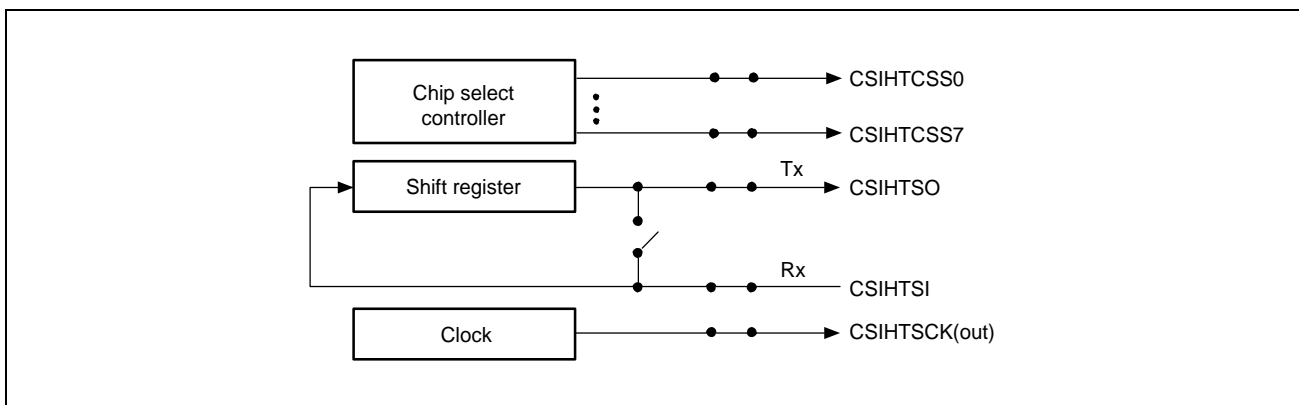 Chip select
controller
CSIHTCSS0
CSIHTCSS7
Shift register
Tx
CSIHTSO
Rx
CSIHTSI
Clock
CSIHTSCK(out)